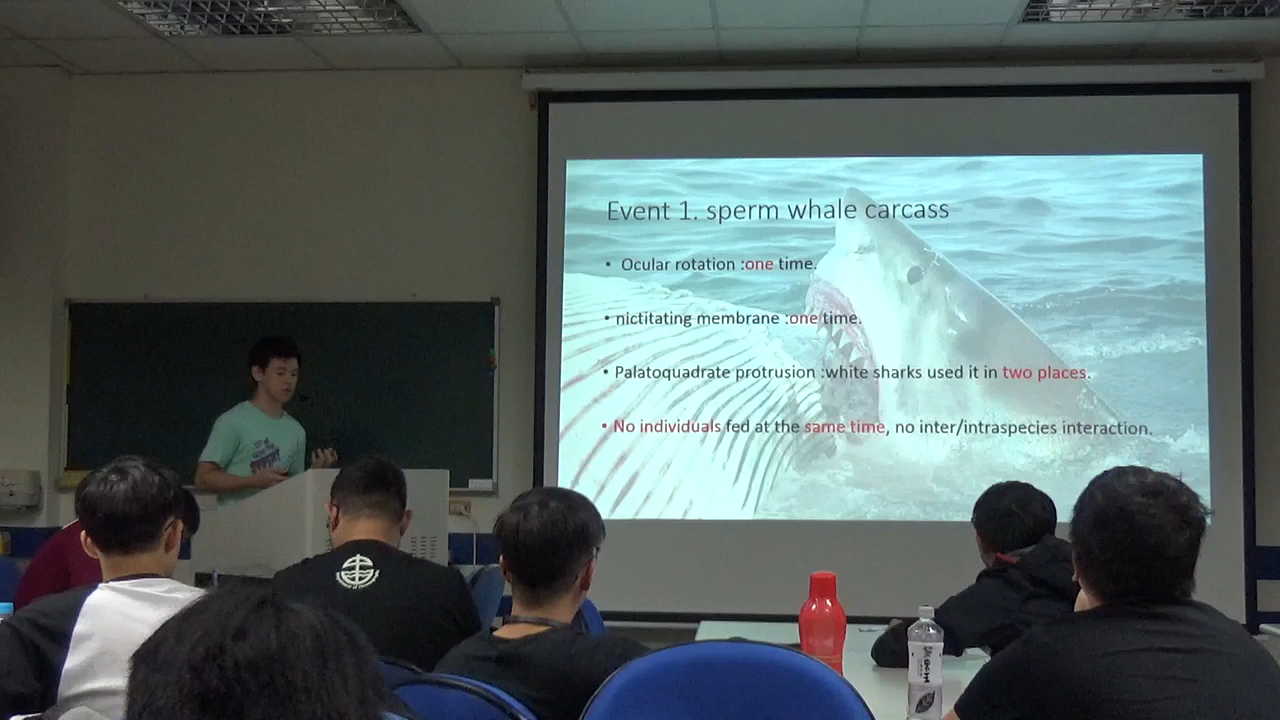 Event 1. sperm whale carcass
• Ocular rotation :one time.
• nictitating membrane :one time.
• Palatoquadrate protrusion :white sharks used it in two places.
• No individuals fed at the same time, no inter/intraspecies interaction.